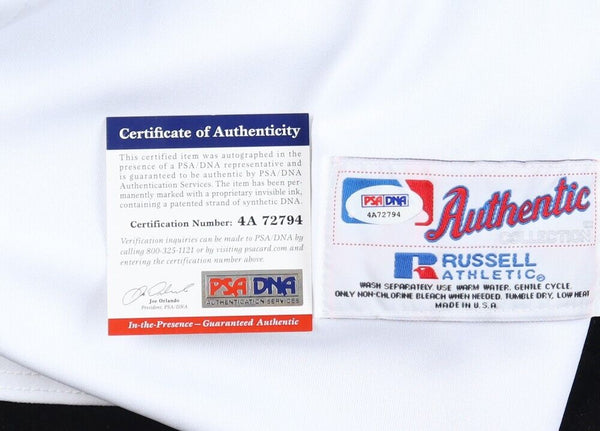 Certificate of Authenticity
This certified item was autographed in the
presence of a PSA/DNA representative and
is guaranteed to be authentic by PSA/DNA
Authentication Services. The item has been per-
manently marked with a proprietary invisible ink,
containing a patented strand of synthetic DNA.
Certification Number: 4A 72794
Verification inquiries can be made to PSA/DNA by
calling 800-325-1121 or by visiting psacard.com and
entering the certification number above.
Joe Orlando
President, PSA/DNA
PSA DNA
AUTHENTICATION SERVICES
In-the-Presence—Guaranteed Authentic
PSA DNA
4A72794
Authentic
COLLECTION
RUSSELL
ATHLETIC®
WASH SEPARATELY USE WARM WATER. GENTLE CYCLE.
ONLY NON-CHLORINE BLEACH WHEN NEEDED. TUMBLE DRY, LOW HEAT
MADE IN U.S.A.